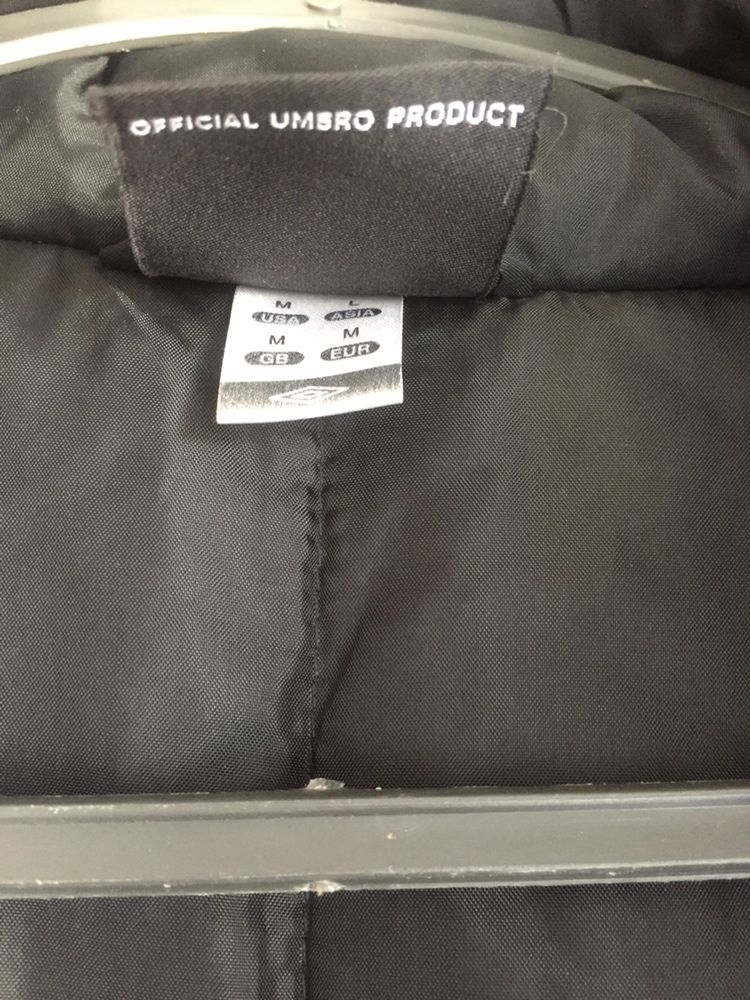 OFFICIAL UMBRO PRODUCT
M L
USA ASIA
M M
GB EUR